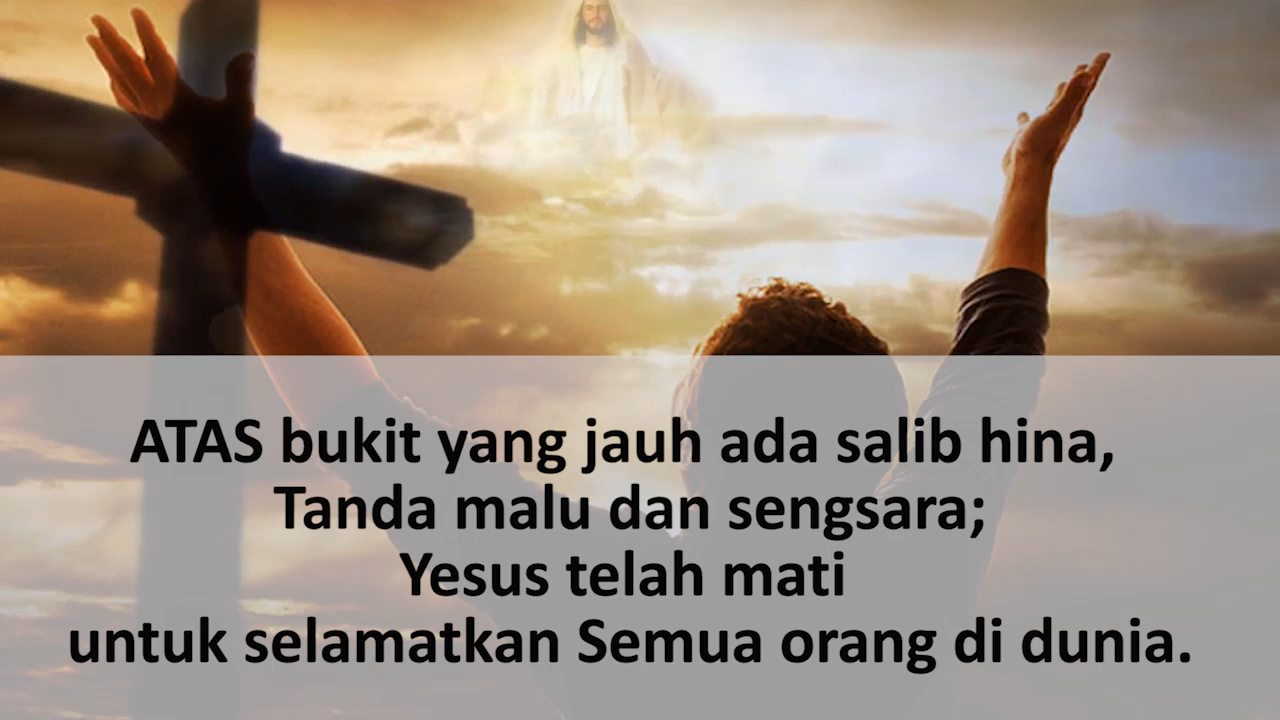 ATAS bukit yang jauh ada salib hina,
Tanda malu dan sengsara;
Yesus telah mati
untuk selamatkan Semua orang di dunia.